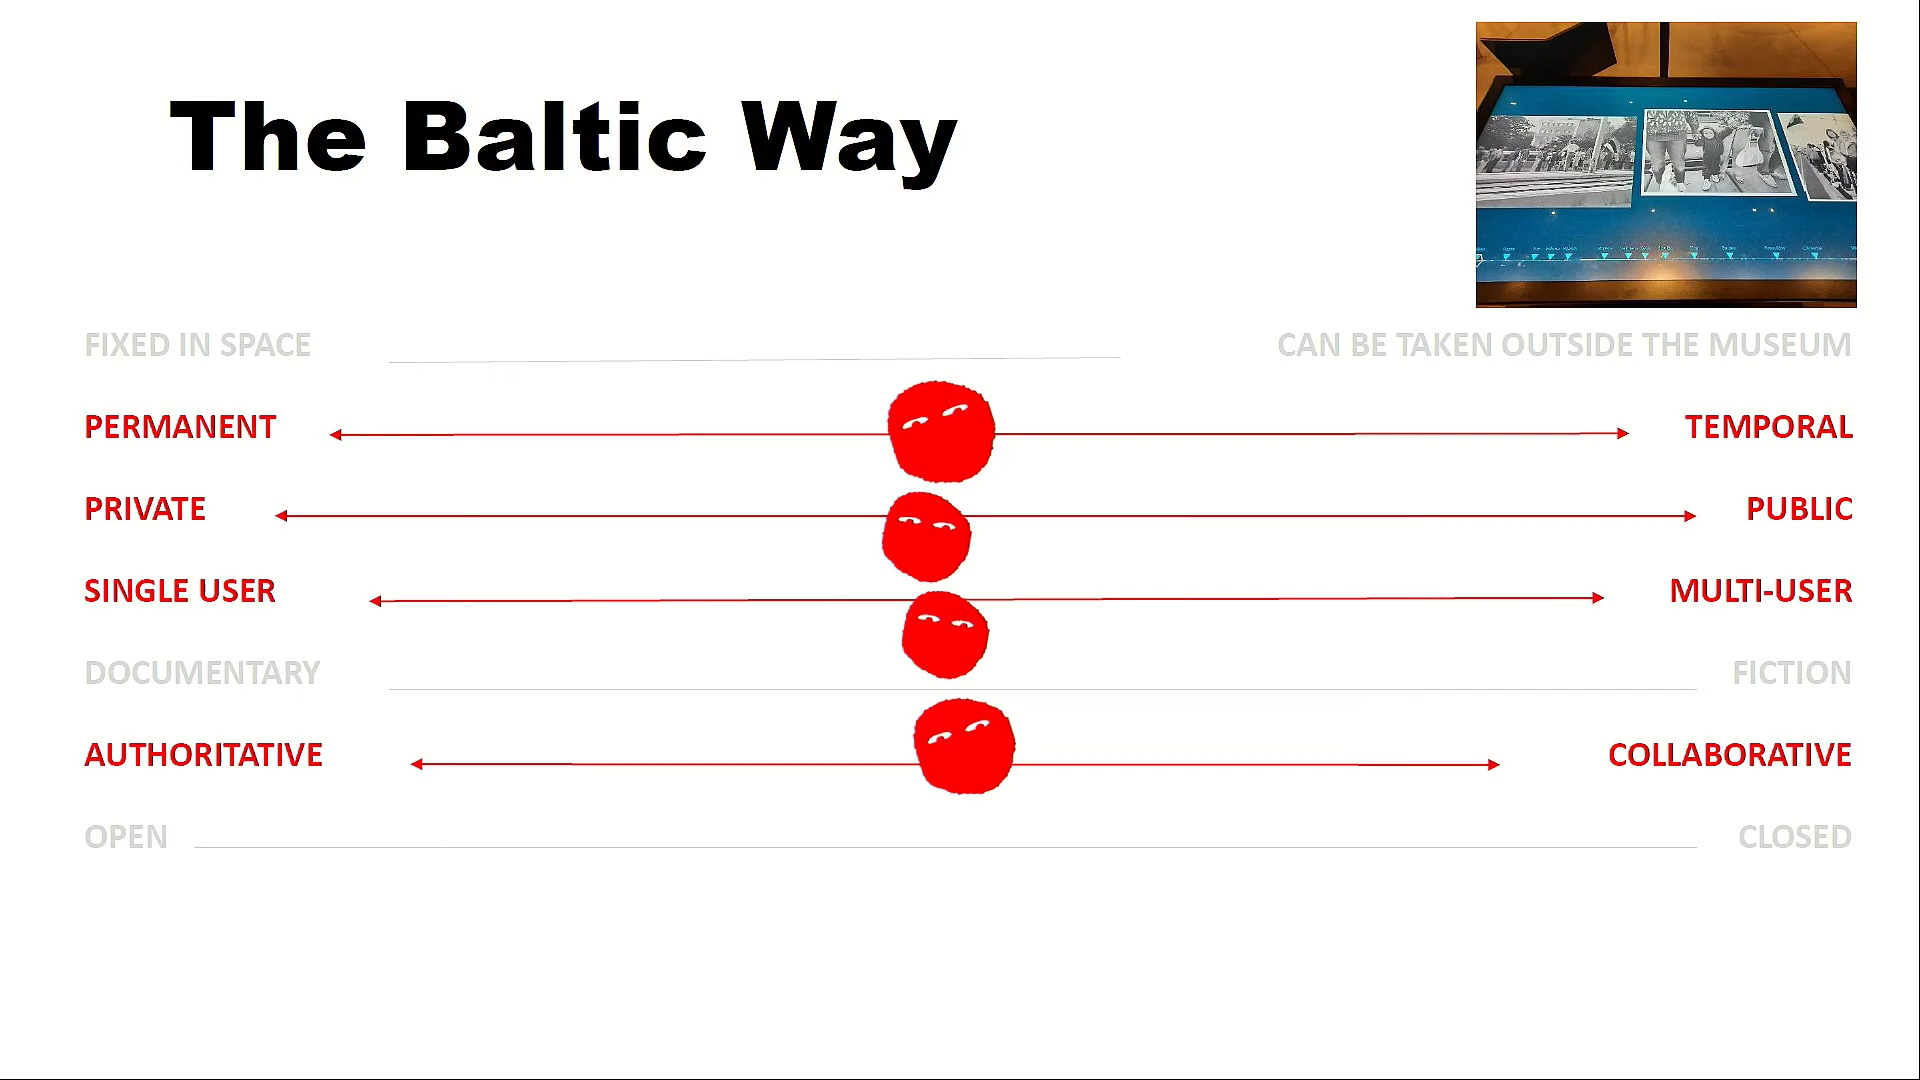 The Baltic Way
FIXED IN SPACE CAN BE TAKEN OUTSIDE THE MUSEUM
PERMANENT TEMPORAL
PRIVATE PUBLIC
SINGLE USER MULTI-USER
DOCUMENTARY FICTION
AUTHORITATIVE COLLABORATIVE
OPEN CLOSED